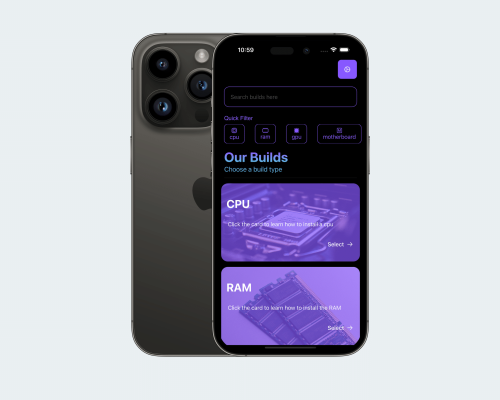 10:59
Search builds here
Quick Filter
cpu ram gpu motherboard
Our Builds
Choose a build type
CPU
Click the card to learn how to install a cpu
Select →
RAM
Click the card to learn how to install the RAM
Select →